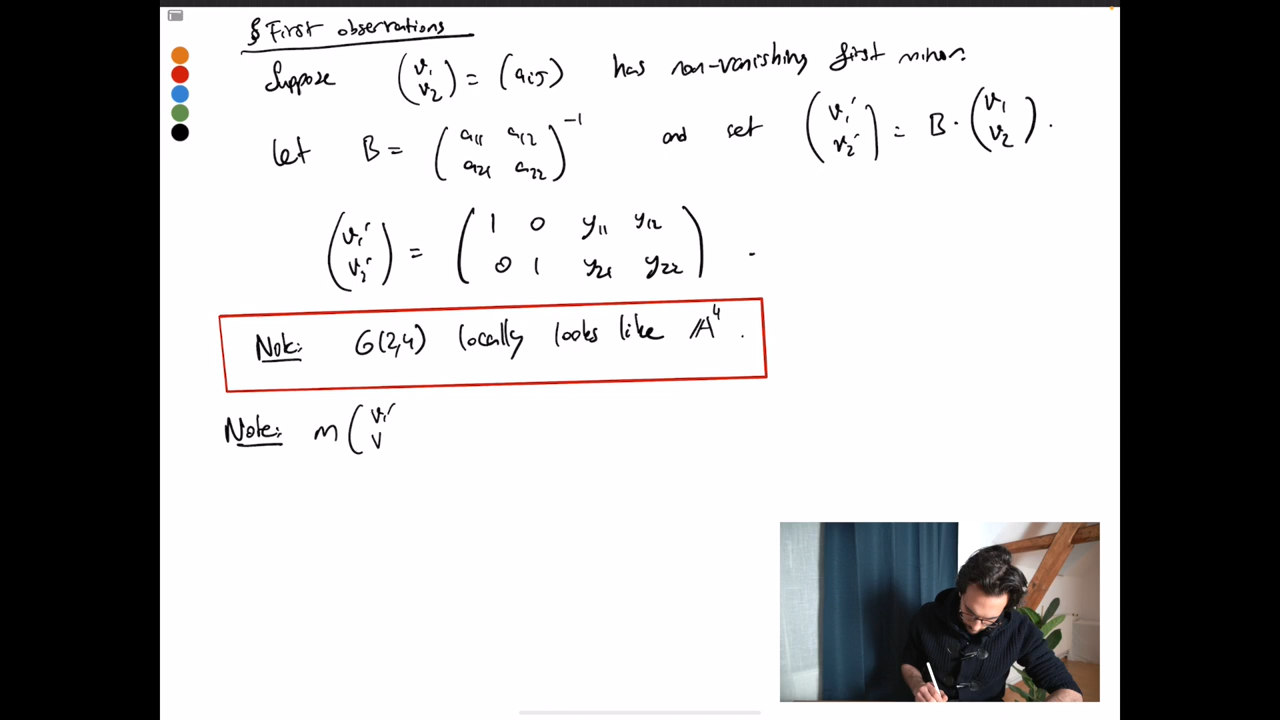 § First observations
Suppose (v₁ v₂) = (aᵢⱼ) has non-vanishing first minor.
Let B = (a₁₁ a₁₂ a₂₁ a₂₂)⁻¹ and set (v₁′ v₂′) = B · (v₁ v₂).
(v₁′ v₂′) = (1 0 y₁₁ y₁₂ 0 1 y₂₁ y₂₂) .
Note: G(2,4) locally looks like 𝔸⁴.
Note: m (v₁′ v